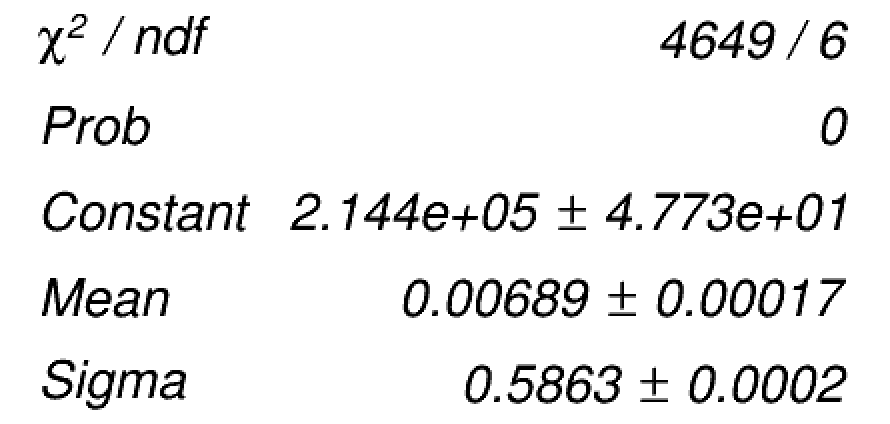 χ² / ndf 4649 / 6
Prob 0
Constant 2.144e+05 ± 4.773e+01
Mean 0.00689 ± 0.00017
Sigma 0.5863 ± 0.0002